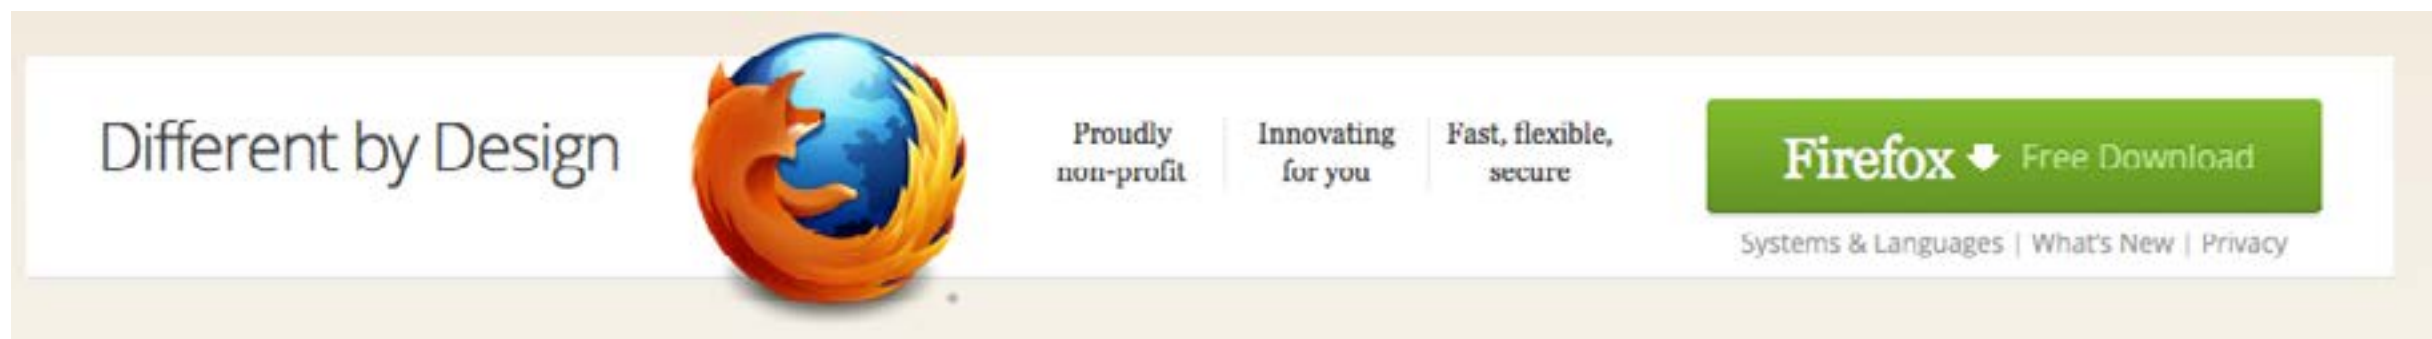 Different by Design
Proudly
non-profit
Innovating
for you
Fast, flexible,
secure
Firefox Free Download
Systems & Languages | What's New | Privacy